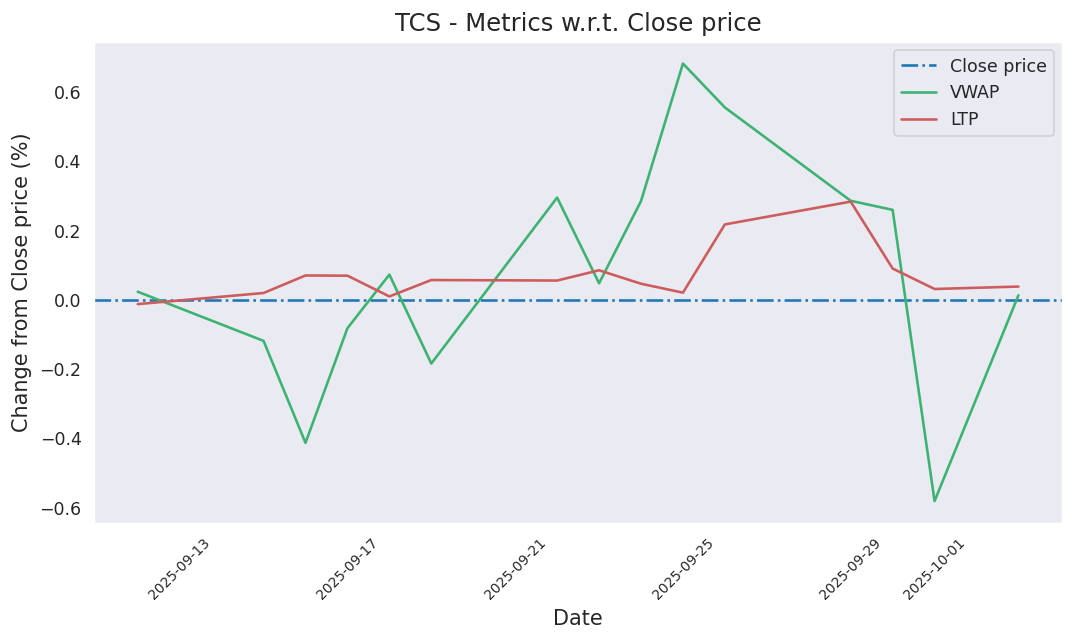 TCS - Metrics w.r.t. Close price
Change from Close price (%)
0.6
0.4
0.2
0.0
−0.2
−0.4
−0.6
Close price
VWAP
LTP
2025-09-13
2025-09-17
2025-09-21
2025-09-25
2025-09-29
2025-10-01
Date